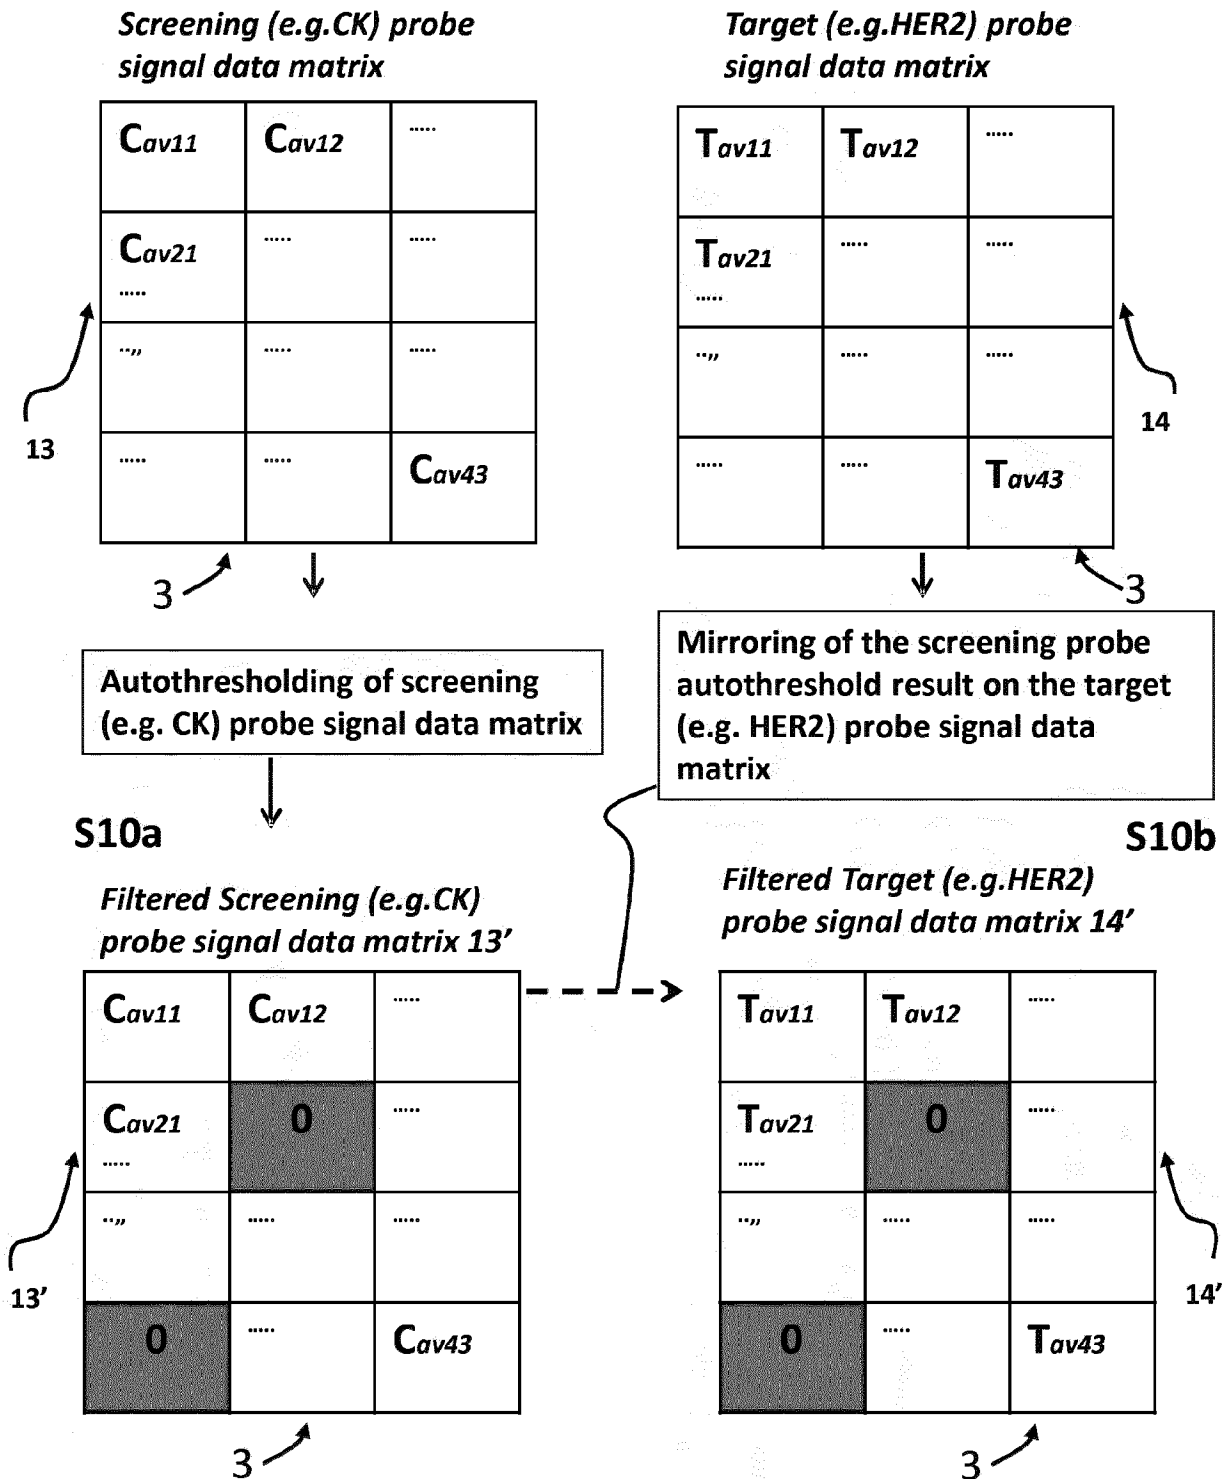 Screening (e.g.CK) probe
signal data matrix
Target (e.g.HER2) probe
signal data matrix
Cav11 Cav12 .....
Cav21 ..... .....
.....
..,, ..... .....
..... ..... Cav43
13
3
Tav11 Tav12 .....
Tav21 ..... .....
.....
..,, ..... .....
..... ..... Tav43
14
3
Autothresholding of screening
(e.g. CK) probe signal data matrix
Mirroring of the screening probe
autothreshold result on the target
(e.g. HER2) probe signal data
matrix
S10a
S10b
Filtered Screening (e.g.CK)
probe signal data matrix 13’
Filtered Target (e.g.HER2)
probe signal data matrix 14’
Cav11 Cav12 .....
Cav21 0 .....
.....
..,, ..... .....
0 ..... Cav43
13’
3
Tav11 Tav12 .....
Tav21 0 .....
.....
..,, ..... .....
0 ..... Tav43
14’
3